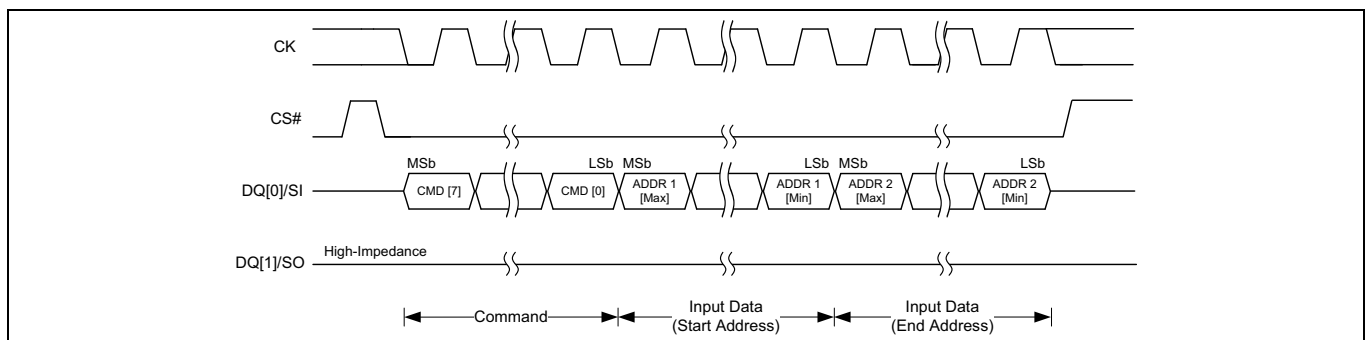 CK
CS#
MSb
LSb
MSb
LSb
MSb
LSb
DQ[0]/SI
CMD [7]
CMD [0]
ADDR 1
[Max]
ADDR 1
[Min]
ADDR 2
[Max]
ADDR 2
[Min]
High-Impedance
DQ[1]/SO
Command
Input Data
(Start Address)
Input Data
(End Address)